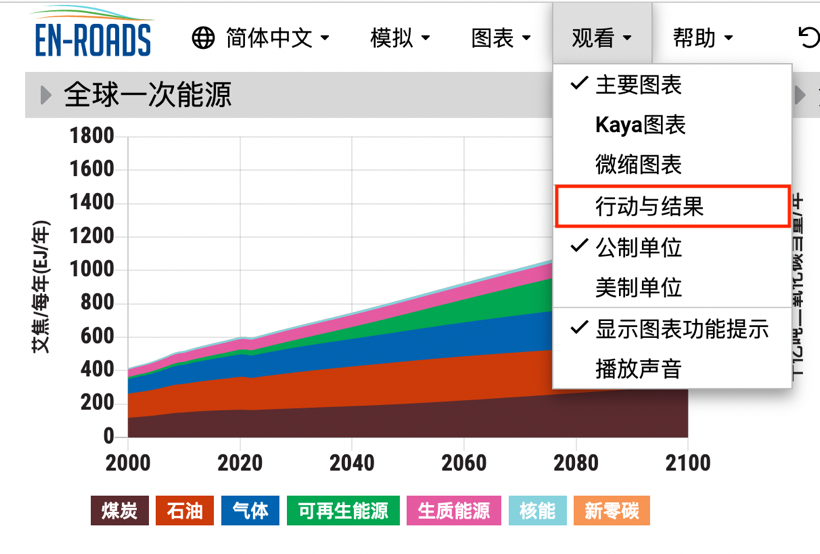 EN-ROADS
简体中文 模拟 图表 观看 帮助
全球一次能源
主要图表
Kaya图表
微缩图表
行动与结果
公制单位
美制单位
显示图表功能提示
播放声音
艾焦/每年(EJ/年)
1800
1600
1400
1200
1000
800
600
400
200
0
2000 2020 2040 2060 2080 2100
煤炭 石油 气体 可再生能源 生质能源 核能 新零碳